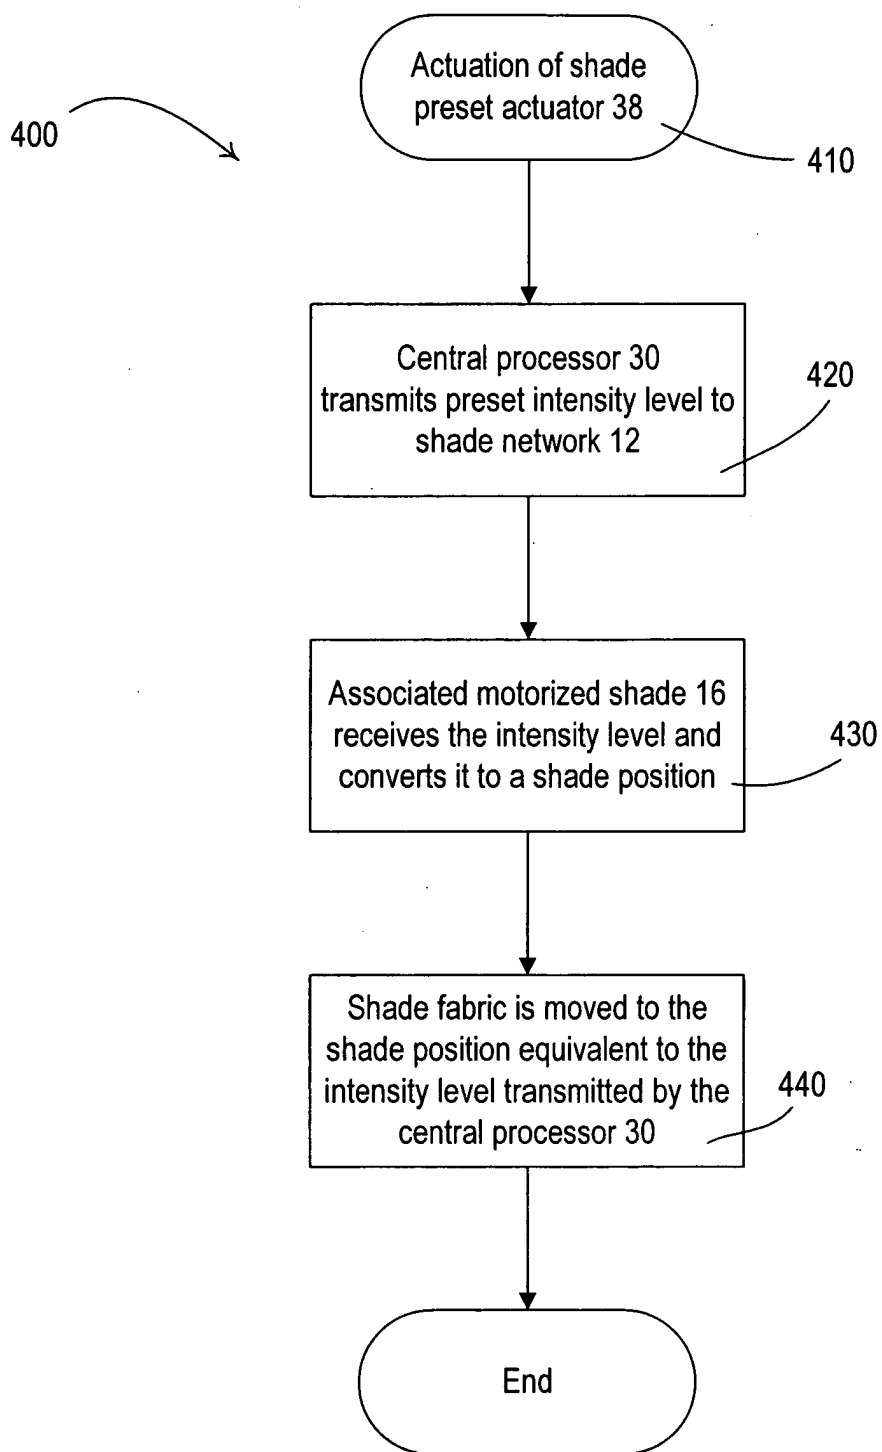 Actuation of shade
preset actuator 38
400
410
Central processor 30
transmits preset intensity level to
shade network 12
420
Associated motorized shade 16
receives the intensity level and
converts it to a shade position
430
Shade fabric is moved to the
shade position equivalent to the
intensity level transmitted by the
central processor 30
440
End